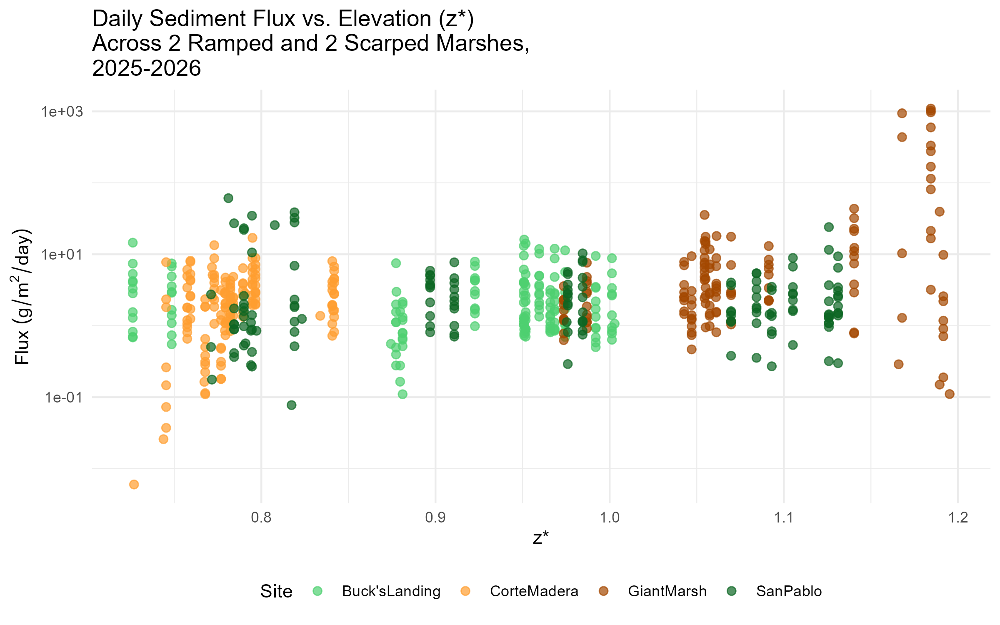 Daily Sediment Flux vs. Elevation (z*)
Across 2 Ramped and 2 Scarped Marshes,
2025-2026
Flux (g/m²/day)
1e+03
1e+01
1e-01
0.8 0.9 1.0 1.1 1.2
z*
Site Buck'sLanding CorteMadera GiantMarsh SanPablo